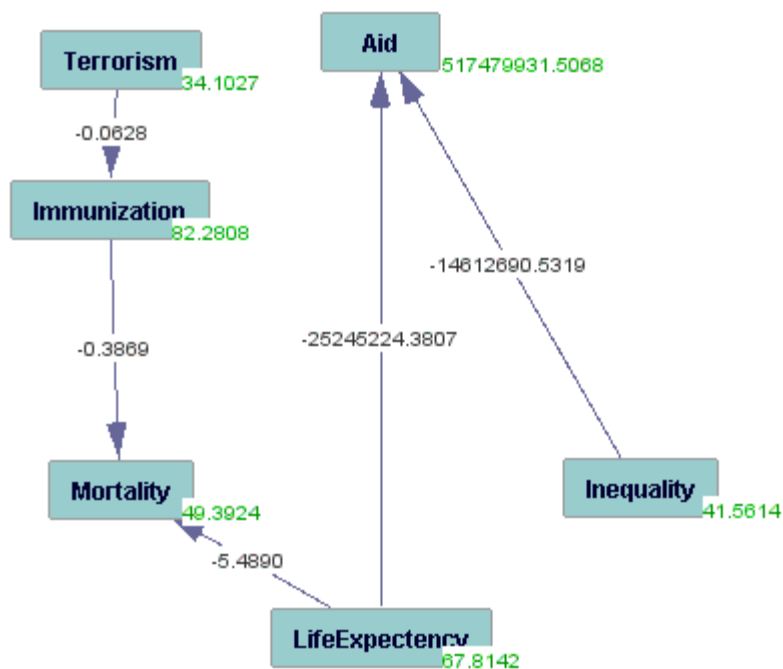 Terrorism
34.1027
Aid
517479931.5068
-0.0628
Immunization
82.2808
-14612690.5319
-25245224.3807
-0.3869
Mortality
49.3924
Inequality
41.5614
-5.4890
LifeExpectency
67.8142